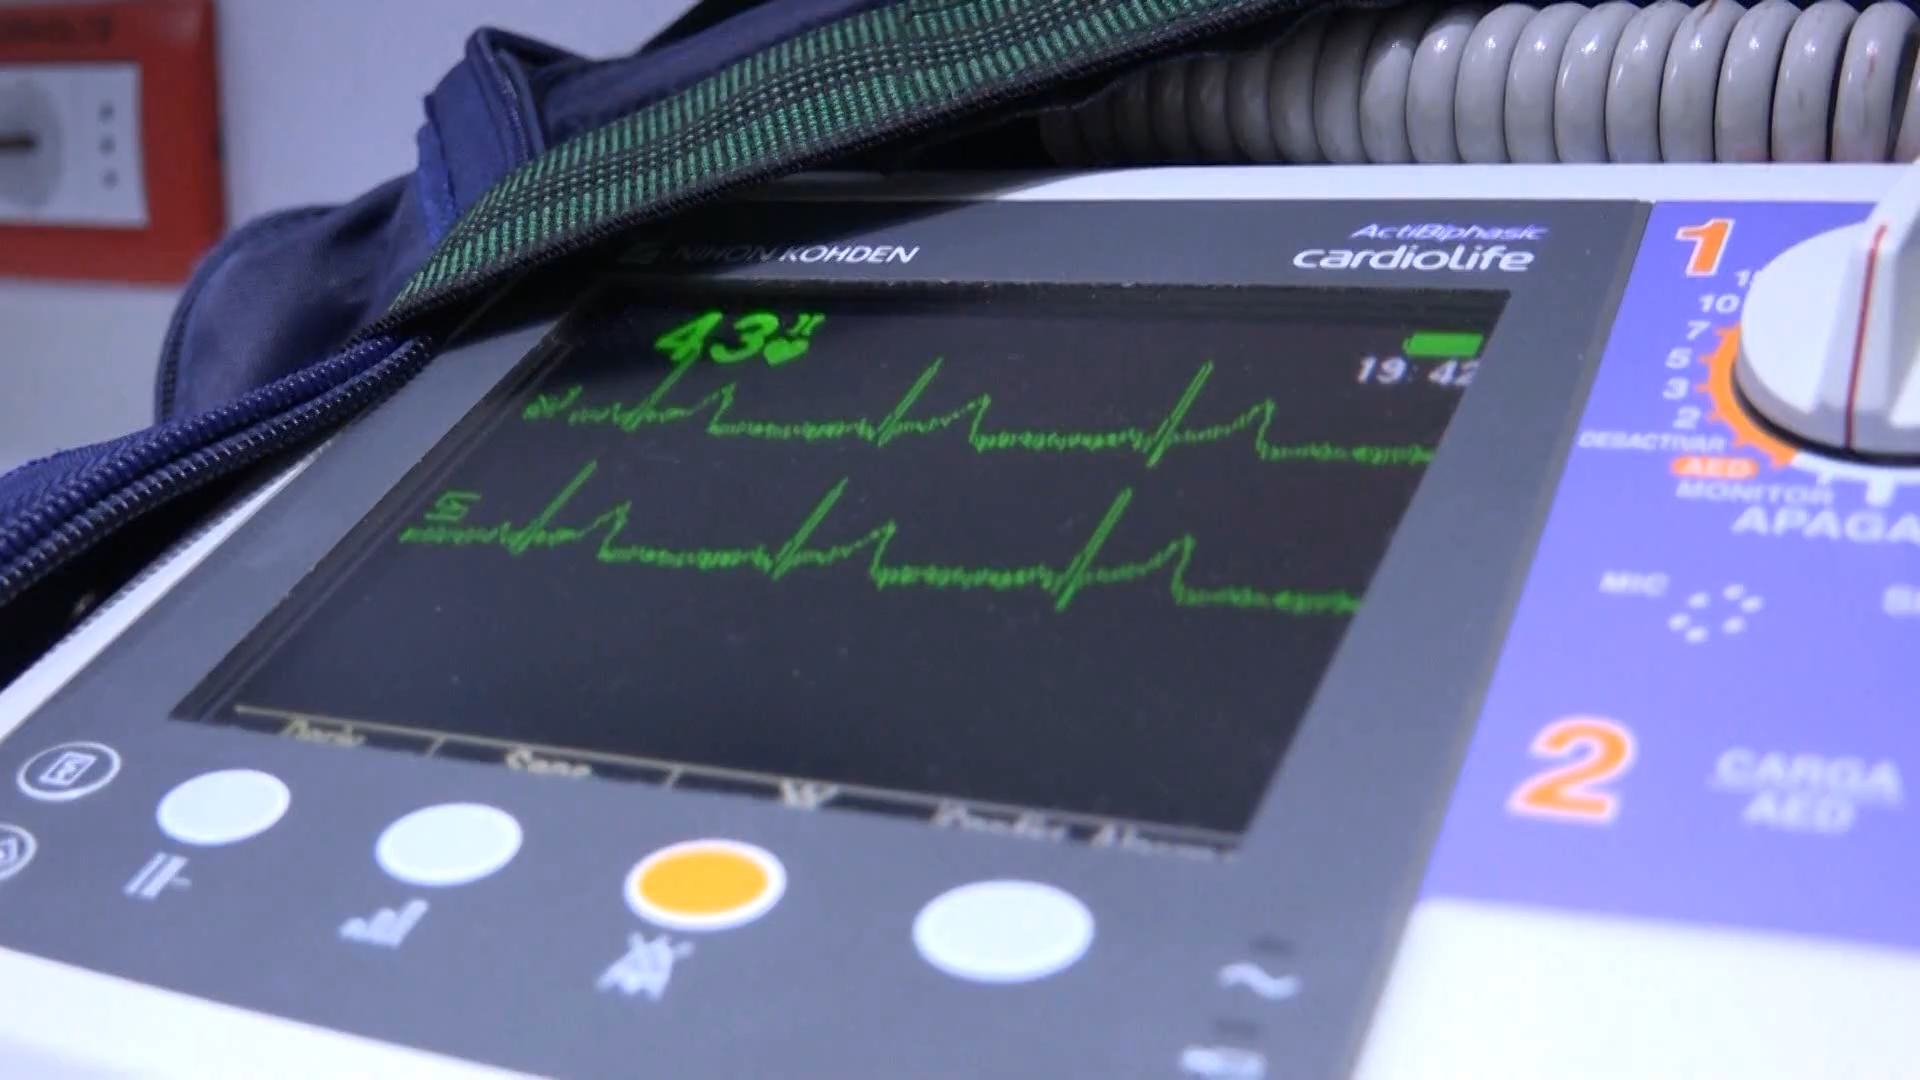 NIHON KOHDEN
ActiBiphasic
cardiolife
43
19:42
1
10
7
5
3
2
DESACTIVAR
AED
MONITOR
APAGA
MIC
2
CARGA
AED